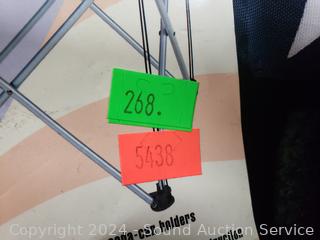 268.
5438
holders
Copyright 2024 - Sound Auction Service